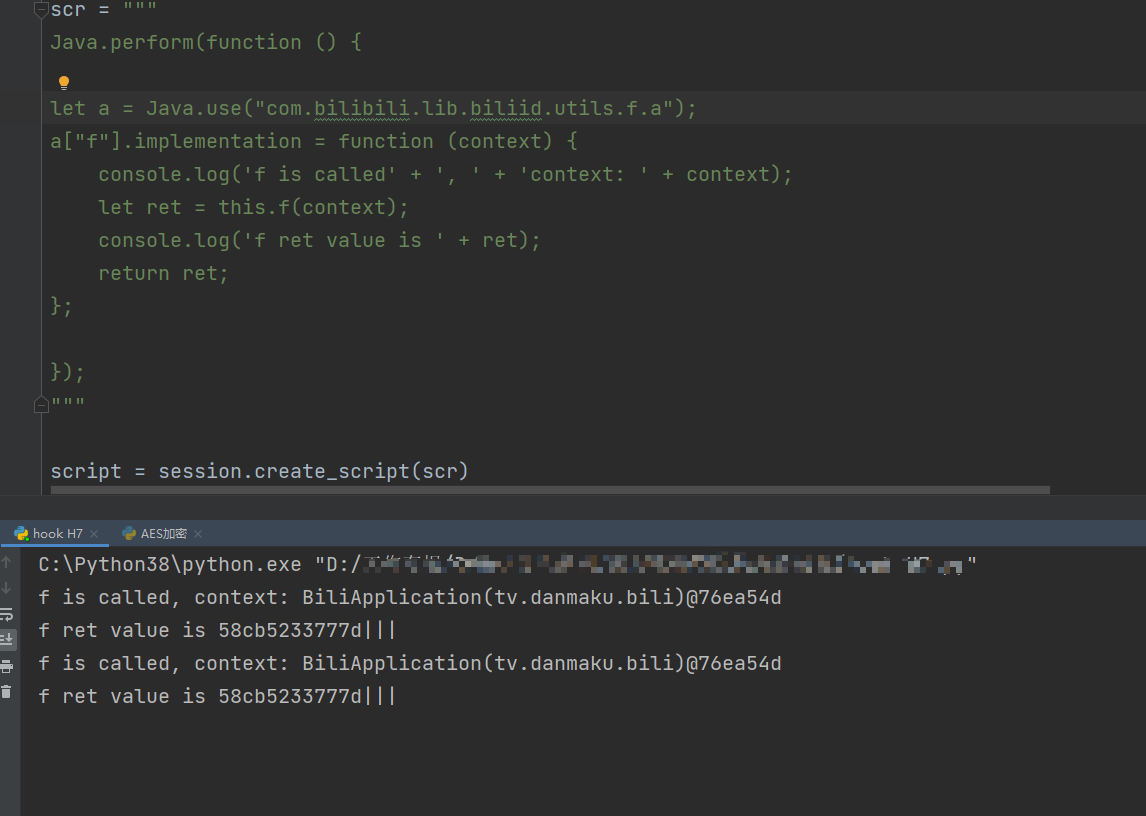 scr = """
Java.perform(function () {
let a = Java.use("com.bilibili.lib.biliid.utils.f.a");
a["f"].implementation = function (context) {
    console.log('f is called' + ', ' + 'context: ' + context);
    let ret = this.f(context);
    console.log('f ret value is ' + ret);
    return ret;
};
});
"""
script = session.create_script(scr)
hook H7 AES加密
C:\Python38\python.exe "D:/ "
f is called, context: BiliApplication(tv.danmaku.bili)@76ea54d
f ret value is 58cb5233777d|||
f is called, context: BiliApplication(tv.danmaku.bili)@76ea54d
f ret value is 58cb5233777d|||